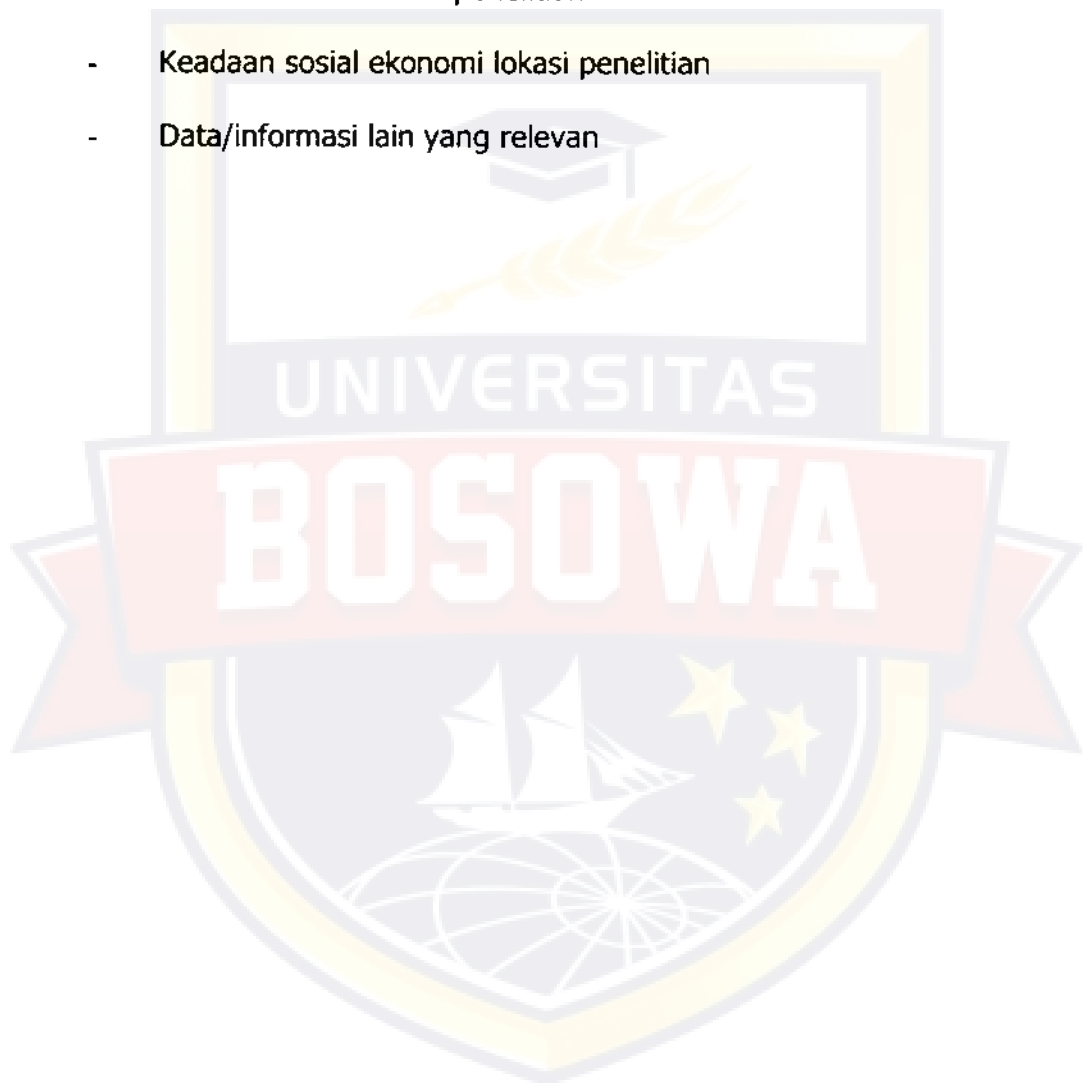 - Keadaan sosial ekonomi lokasi penelitian
- Data/informasi lain yang relevan
UNIVERSITAS
BOSOWA